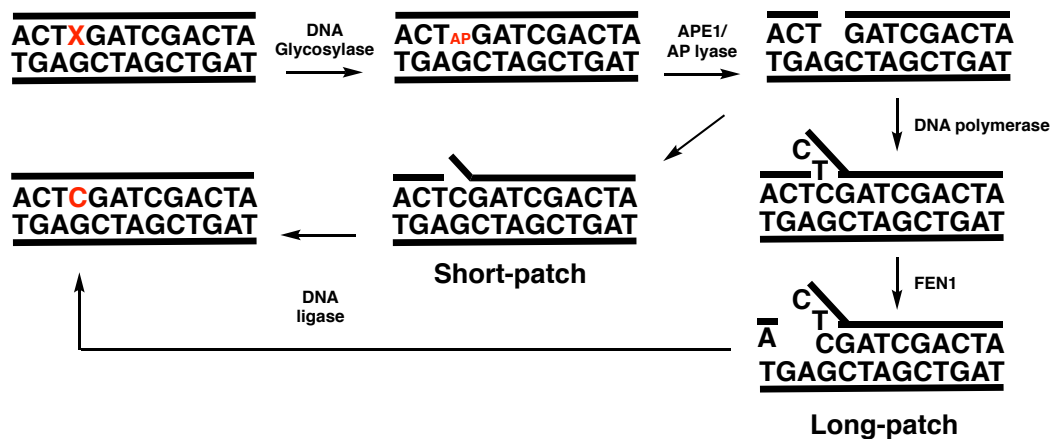 ACTXGATCGACTA
TGAGCTAGCTGAT
DNA
Glycosylase
ACTAPGATCGACTA
TGAGCTAGCTGAT
APE1/
AP lyase
ACT GATCGACTA
TGAGCTAGCTGAT
DNA polymerase
C
T
ACTCGATCGACTA
TGAGCTAGCTGAT
FEN1
C
T
A CGATCGACTA
TGAGCTAGCTGAT
Long-patch
ACTCGATCGACTA
TGAGCTAGCTGAT
Short-patch
DNA
ligase
ACTCGATCGACTA
TGAGCTAGCTGAT